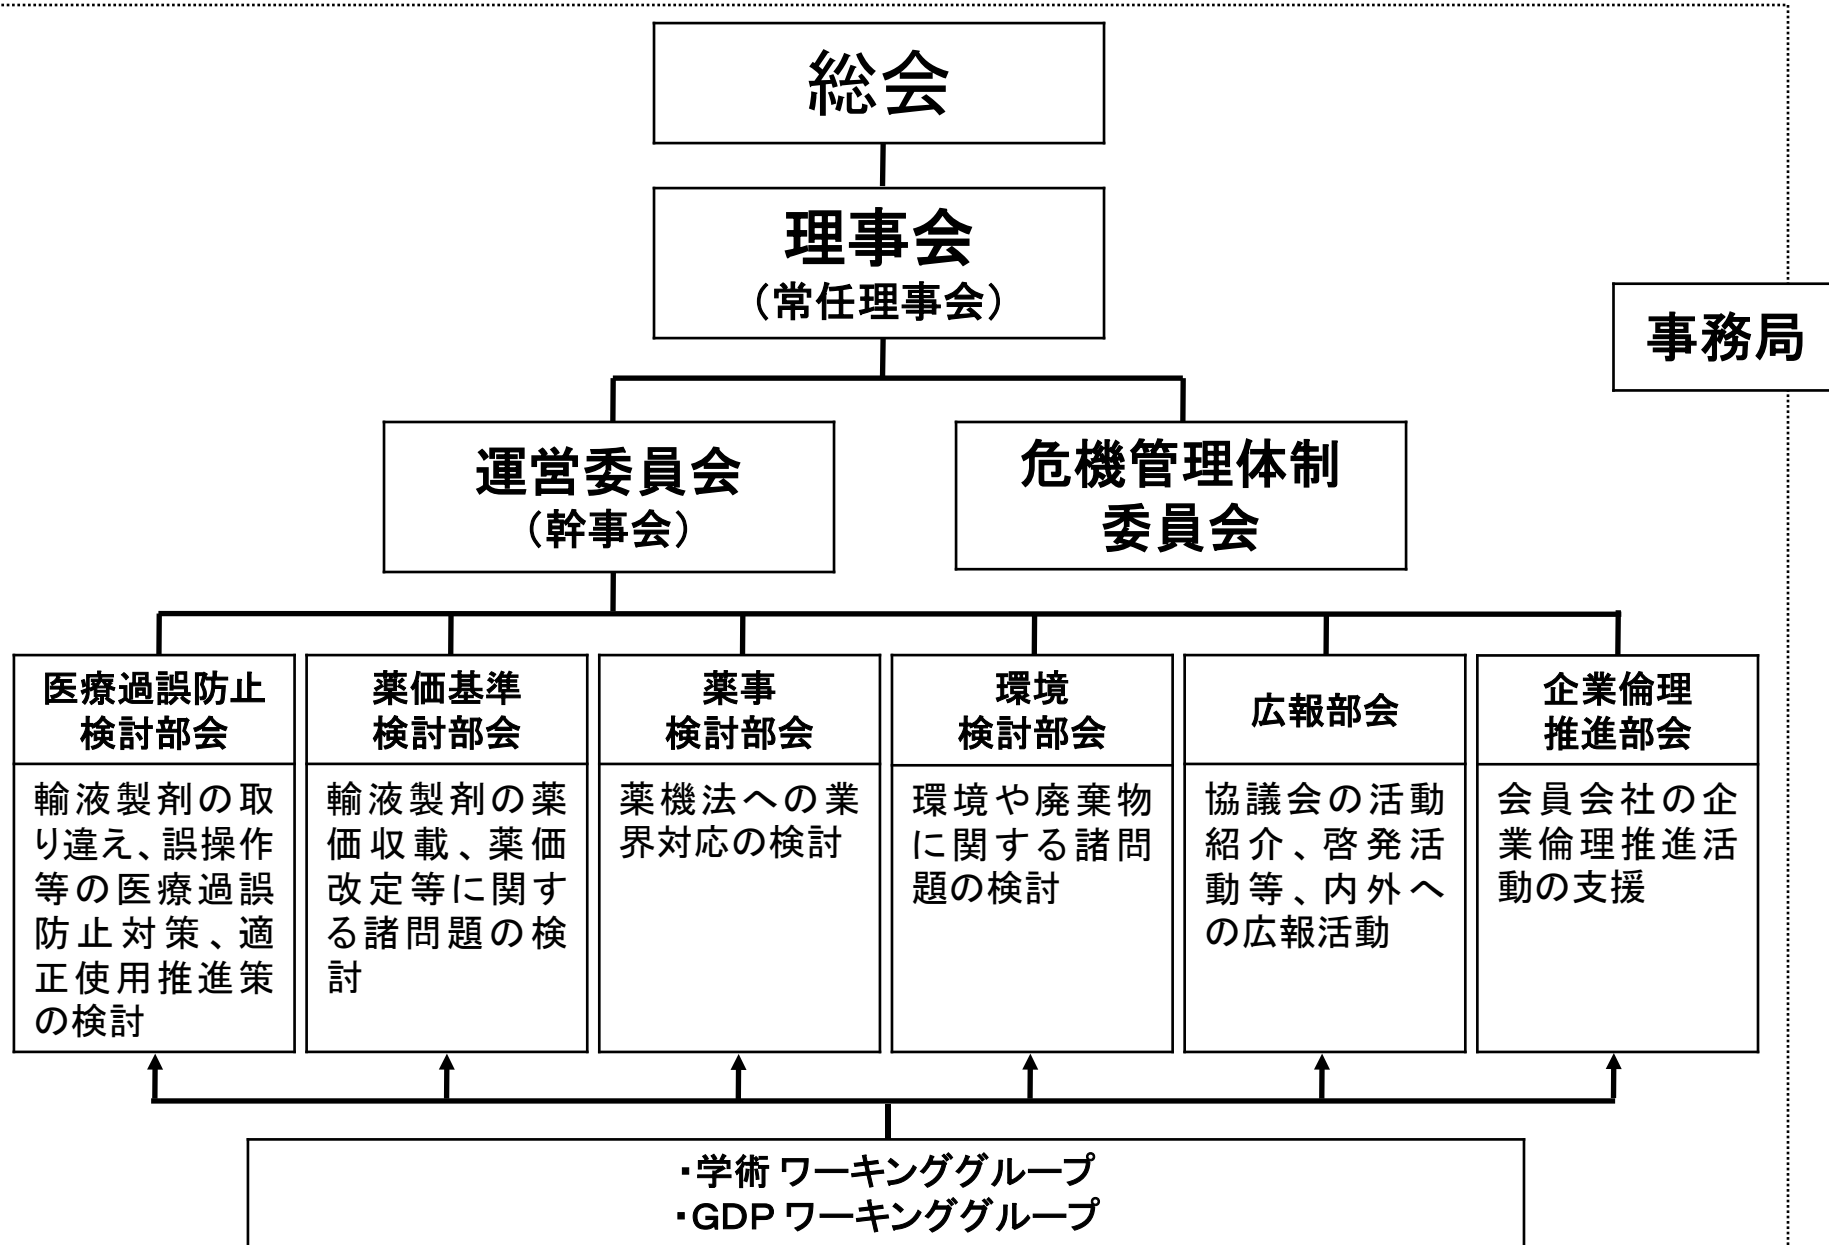 総会
理事会
（常任理事会）
事務局
運営委員会
（幹事会）
危機管理体制
委員会
医療過誤防止
検討部会
輸液製剤の取
り違え、誤操作
等の医療過誤
防止対策、適
正使用推進策
の検討
薬価基準
検討部会
輸液製剤の薬
価収載、薬価
改定等に関す
る諸問題の検
討
薬事
検討部会
薬機法への業
界対応の検討
環境
検討部会
環境や廃棄物
に関する諸問
題の検討
広報部会
協議会の活動
紹介、啓発活
動等、内外へ
の広報活動
企業倫理
推進部会
会員会社の企
業倫理推進活
動の支援
・学術 ワーキンググループ
・GDP ワーキンググループ